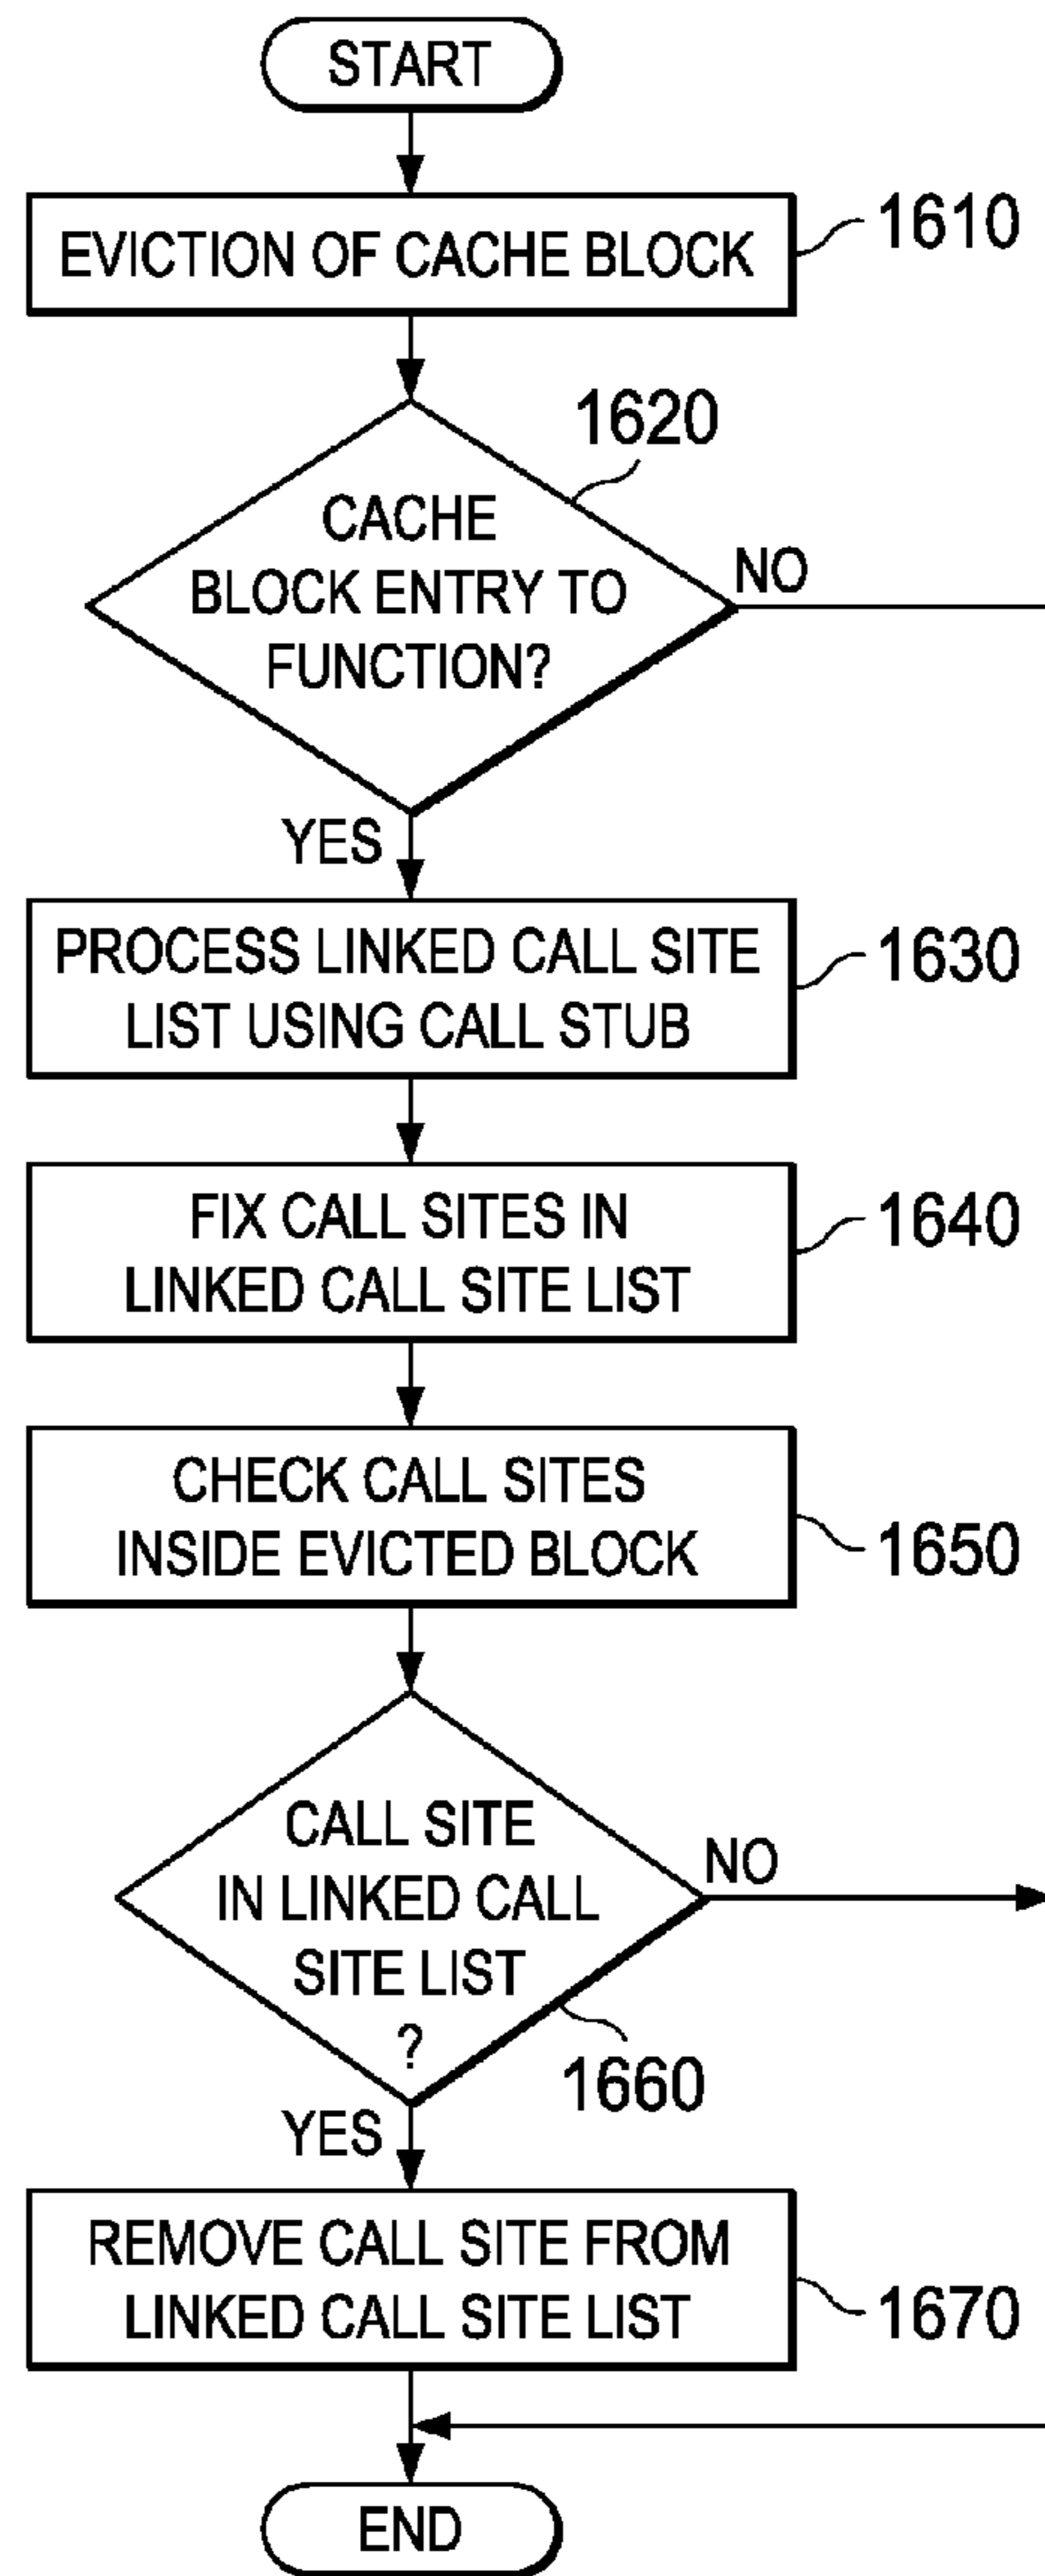 START
EVICTION OF CACHE BLOCK
1610
1620
CACHE
BLOCK ENTRY TO
FUNCTION?
NO
YES
PROCESS LINKED CALL SITE
LIST USING CALL STUB
1630
FIX CALL SITES IN
LINKED CALL SITE LIST
1640
CHECK CALL SITES
INSIDE EVICTED BLOCK
1650
CALL SITE
IN LINKED CALL
SITE LIST
?
NO
1660
YES
REMOVE CALL SITE FROM
LINKED CALL SITE LIST
1670
END